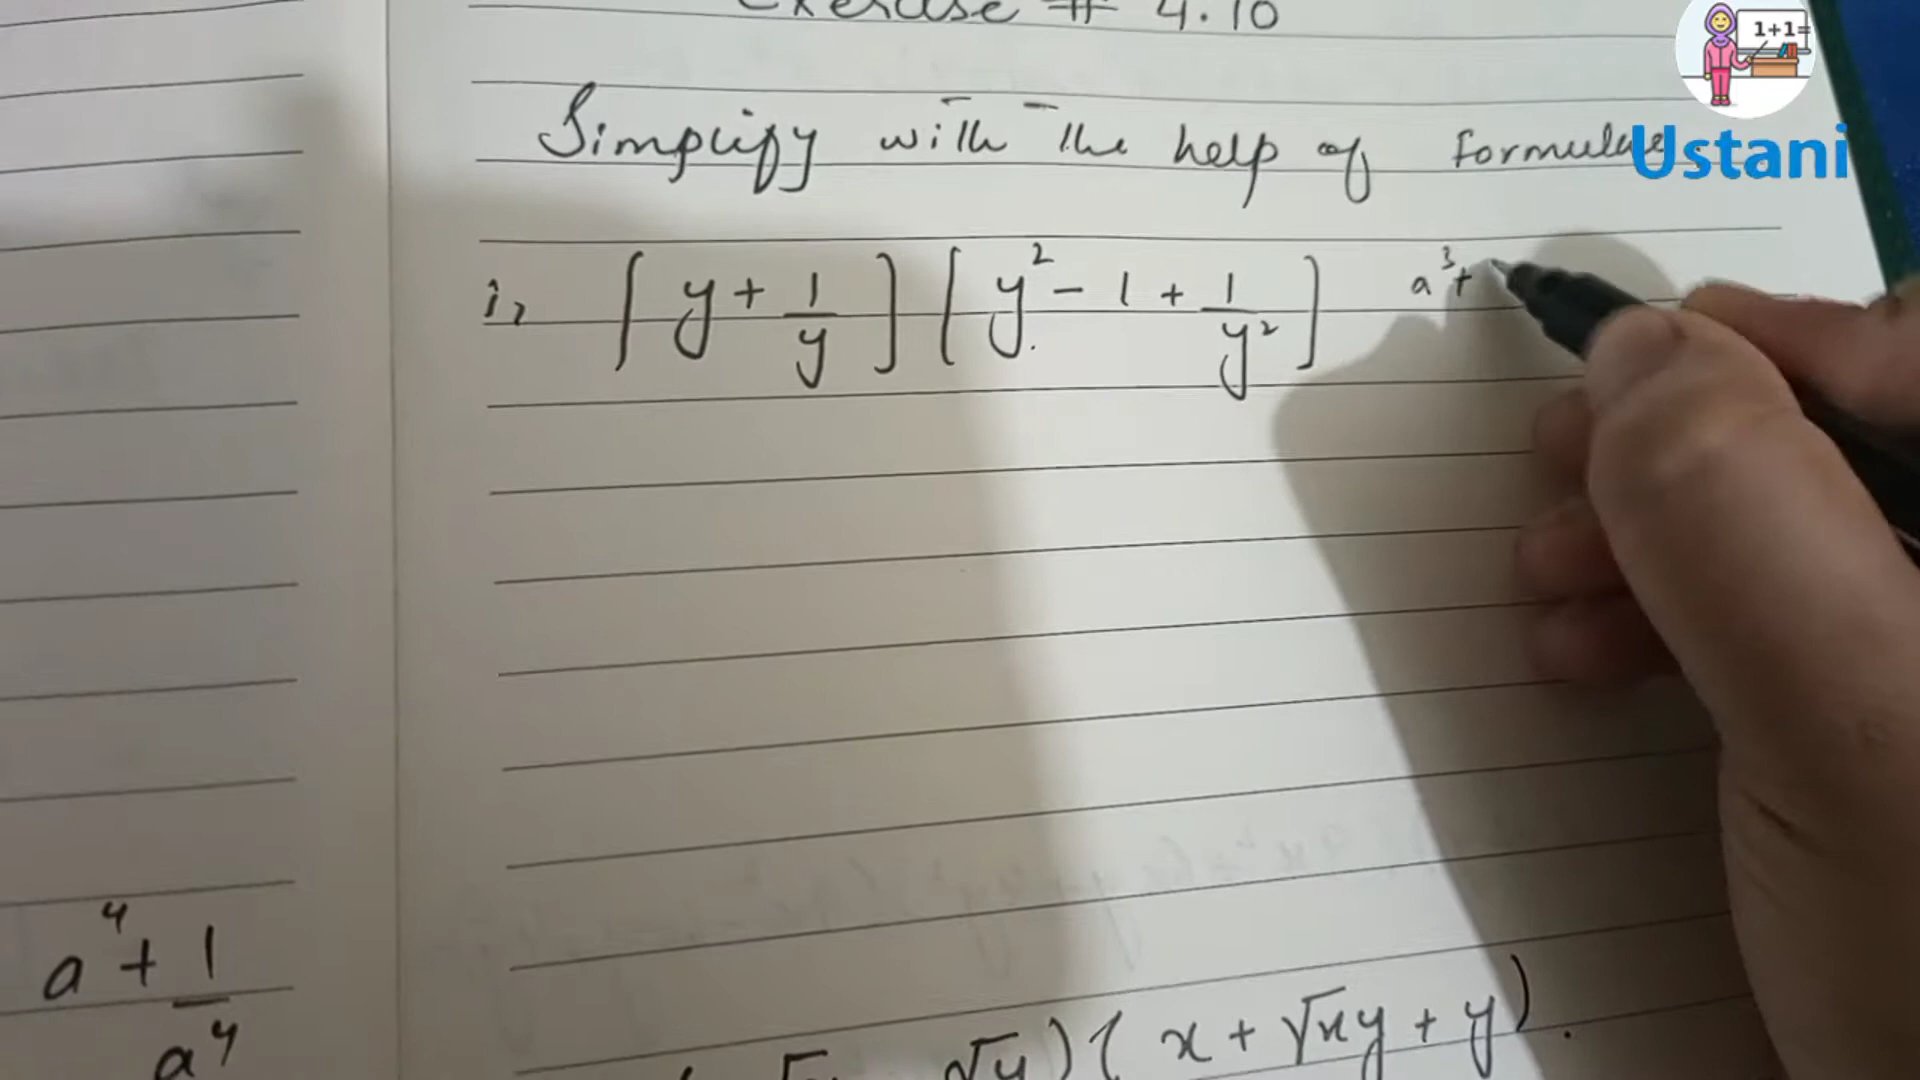 Exercise # 4.10
1+1=
Simplify with the help of formulae
Ustani
i, [y + 1/y] [y² - 1 + 1/y²] a³+
a⁴ + 1/a⁴
√y) ( x + √xy + y ).